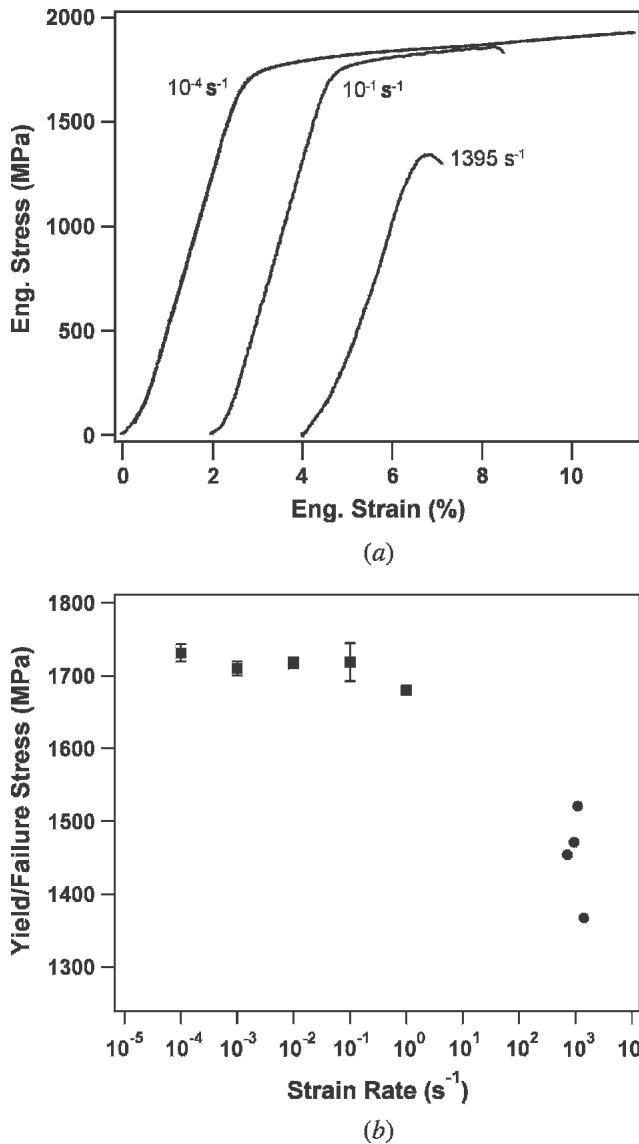 2000
1500
1000
500
0
Eng. Stress (MPa)
10⁻⁴ s⁻¹
10⁻¹ s⁻¹
1395 s⁻¹
0 2 4 6 8 10
Eng. Strain (%)
(a)
1800
1700
1600
1500
1400
1300
Yield/Failure Stress (MPa)
10⁻⁵ 10⁻⁴ 10⁻³ 10⁻² 10⁻¹ 10⁰ 10¹ 10² 10³
Strain Rate (s⁻¹)
(b)